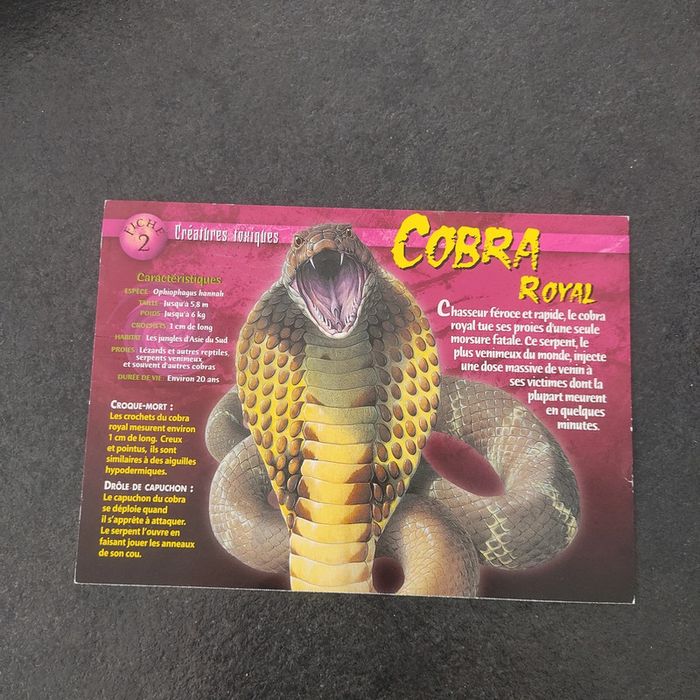 FICHE
2
Créatures toxiques
COBRA
ROYAL
Caractéristiques
ESPÈCE Ophiophagus hannah
TAILLE Jusqu'à 5,8 m
POIDS Jusqu'à 6 kg
CROCHETS 1 cm de long
HABITAT Les jungles d'Asie du Sud
PROIES Lézards et autres reptiles,
serpents venimeux
et souvent d'autres cobras
DURÉE DE VIE Environ 20 ans
CROQUE-MORT :
Les crochets du cobra
royal mesurent environ
1 cm de long. Creux
et pointus, ils sont
similaires à des aiguilles
hypodermiques.
DRÔLE DE CAPUCHON :
Le capuchon du cobra
se déploie quand
il s'apprête à attaquer.
Le serpent l'ouvre en
faisant jouer les anneaux
de son cou.
Chasseur féroce et rapide, le cobra
royal tue ses proies d'une seule
morsure fatale. Ce serpent, le
plus venimeux du monde, injecte
une dose massive de venin à
ses victimes dont la
plupart meurent
en quelques
minutes.